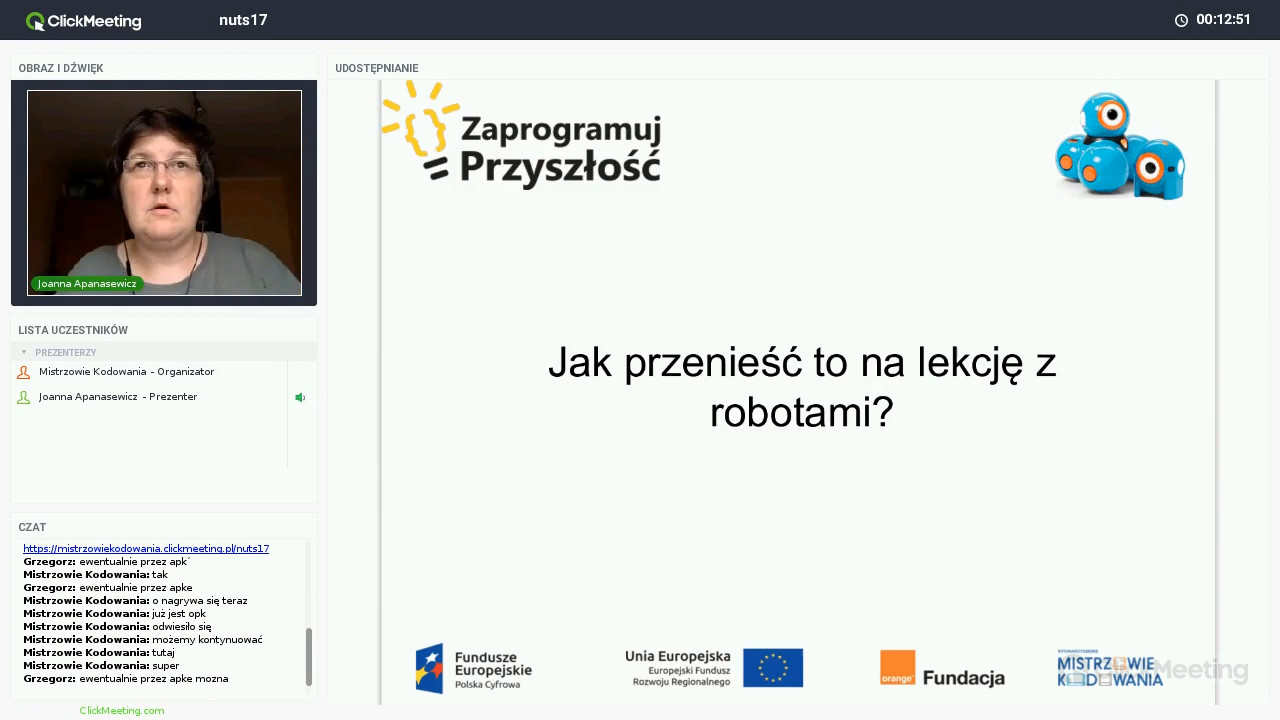 ClickMeeting
nuts17
00:12:51
OBRAZ I DŹWIĘK
Joanna Apanasewicz
LISTA UCZESTNIKÓW
PREZENTERZY
Mistrzowie Kodowania - Organizator
Joanna Apanasewicz - Prezenter
CZAT
https://mistrzowiekodowania.clickmeeting.pl/nuts17
Grzegorz: ewentualnie przez apk´
Mistrzowie Kodowania: tak
Grzegorz: ewentualnie przez apke
Mistrzowie Kodowania: o nagrywa się teraz
Mistrzowie Kodowania: już jest opk
Mistrzowie Kodowania: odwiesiło się
Mistrzowie Kodowania: możemy kontynuować
Mistrzowie Kodowania: tutaj
Mistrzowie Kodowania: super
Grzegorz: ewentualnie przez apke mozna
ClickMeeting.com
UDOSTĘPNIANIE
Zaprogramuj
Przyszłość
Jak przenieść to na lekcję z
robotami?
Fundusze
Europejskie
Polska Cyfrowa
Unia Europejska
Europejski Fundusz
Rozwoju Regionalnego
orange
Fundacja
STOWARZYSZENIE
MISTRZOWIE
KODOWANIA
ClickMeeting